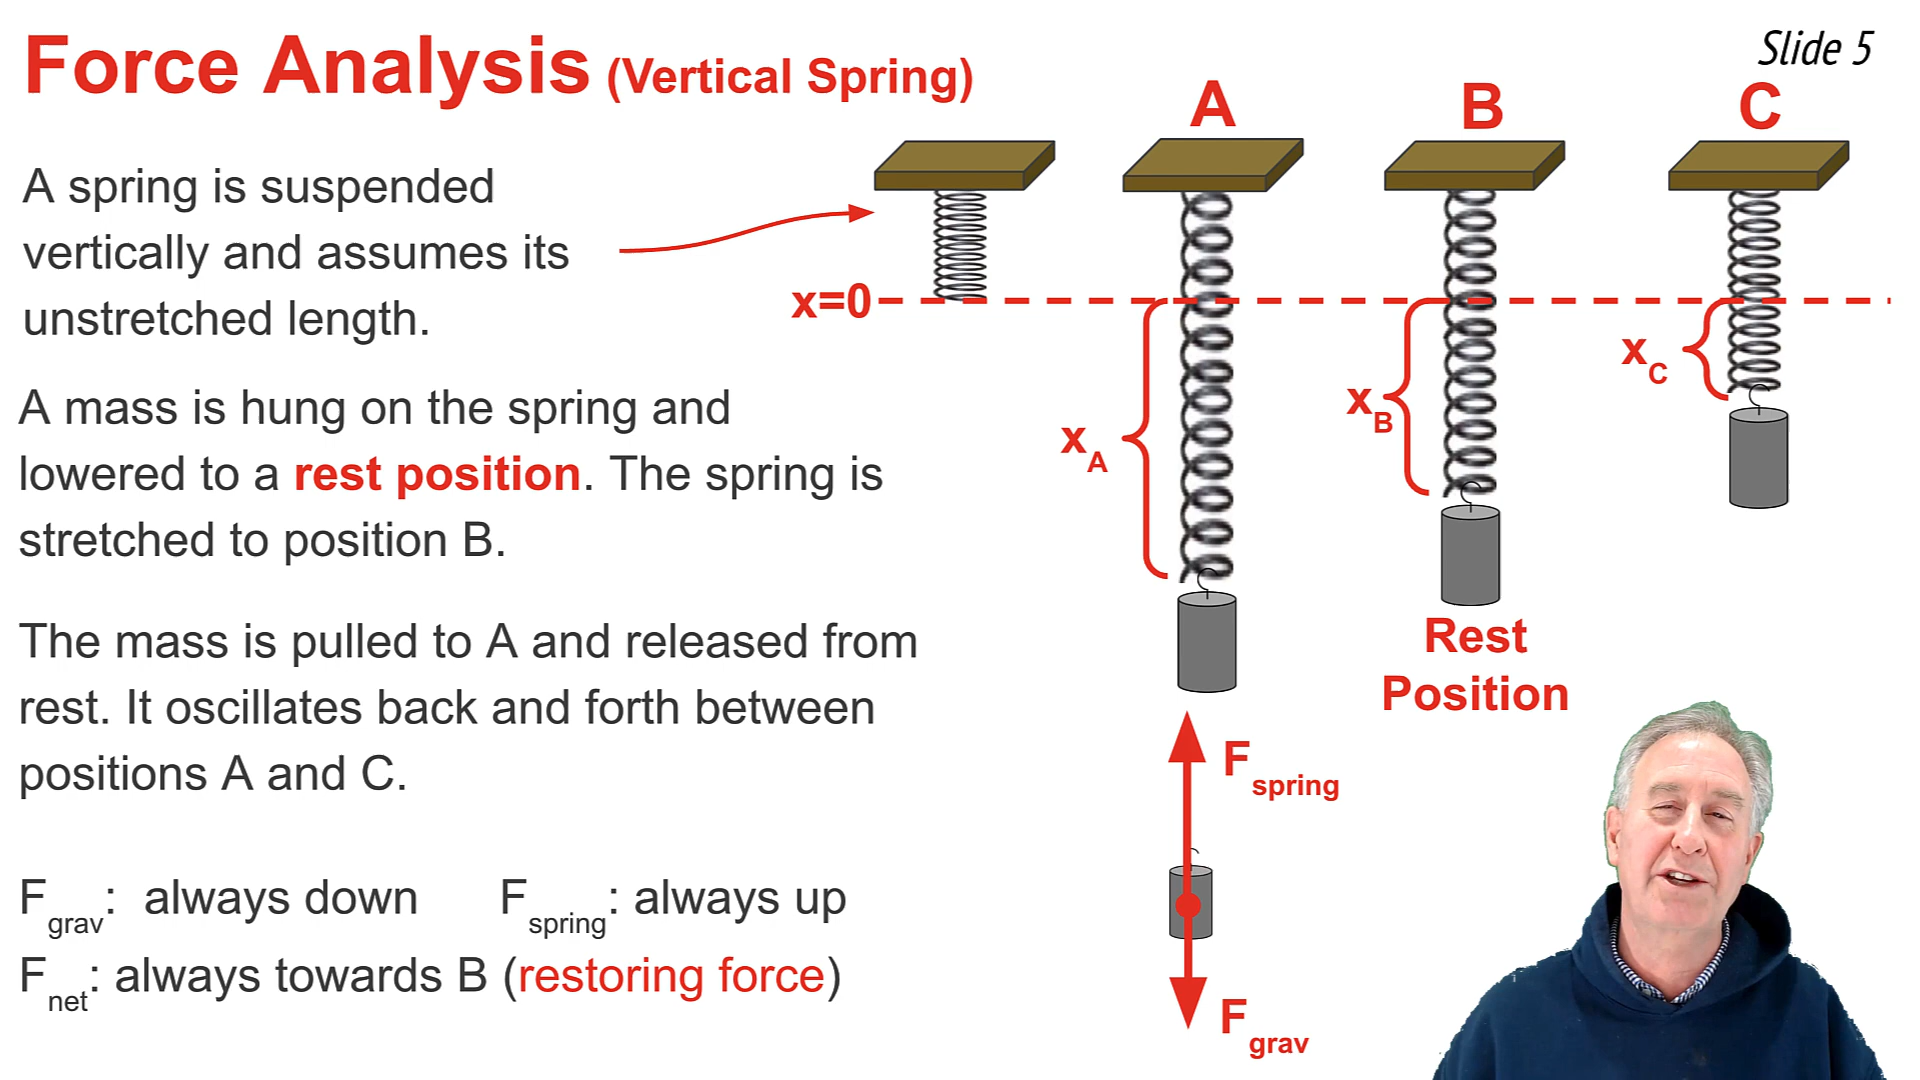 Force Analysis (Vertical Spring)
Slide 5
A spring is suspended
vertically and assumes its
unstretched length.
A mass is hung on the spring and
lowered to a rest position. The spring is
stretched to position B.
The mass is pulled to A and released from
rest. It oscillates back and forth between
positions A and C.
Fgrav: always down Fspring: always up
Fnet: always towards B (restoring force)
A
B
C
x=0
xA
xB
xC
Rest
Position
Fspring
Fgrav